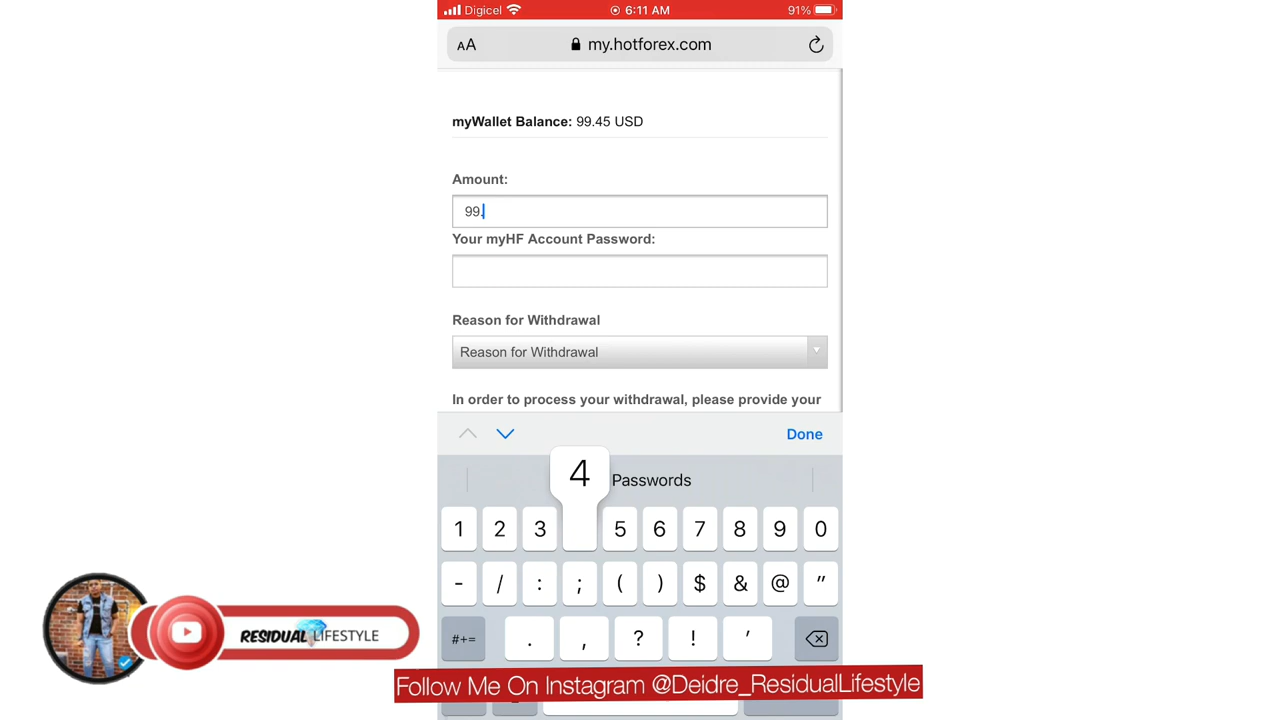 Digicel 6:11 AM 91%
AA my.hotforex.com
myWallet Balance: 99.45 USD
Amount:
99.
Your myHF Account Password:
Reason for Withdrawal
Reason for Withdrawal
In order to process your withdrawal, please provide your
Done
4 Passwords
1 2 3 5 6 7 8 9 0
- / : ; ( ) $ & @ "
#+= . , ? ! '
RESIDUAL LIFESTYLE
Follow Me On Instagram @Deidre_ResidualLifestyle